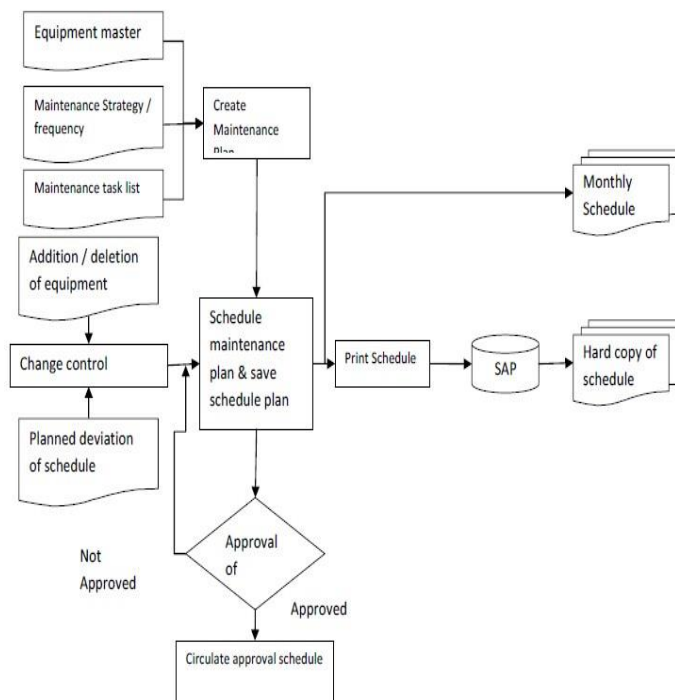 Equipment master
Maintenance Strategy /
frequency
Maintenance task list
Create
Maintenance
Addition / deletion
of equipment
Change control
Planned deviation
of schedule
Schedule
maintenance
plan & save
schedule plan
Print Schedule
SAP
Monthly
Schedule
Hard copy of
schedule
Approval
of
Not
Approved
Approved
Circulate approval schedule